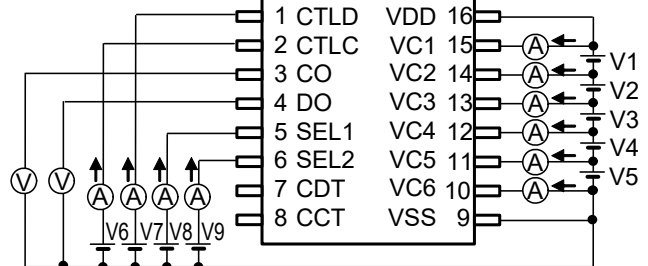 1 CTLD VDD 16
2 CTLC VC1 15 A V1
3 CO VC2 14 A V2
4 DO VC3 13 A V3
5 SEL1 VC4 12 A V4
6 SEL2 VC5 11 A V5
V V A A A A 7 CDT VC6 10 A
V6 V7 V8 V9 8 CCT VSS 9